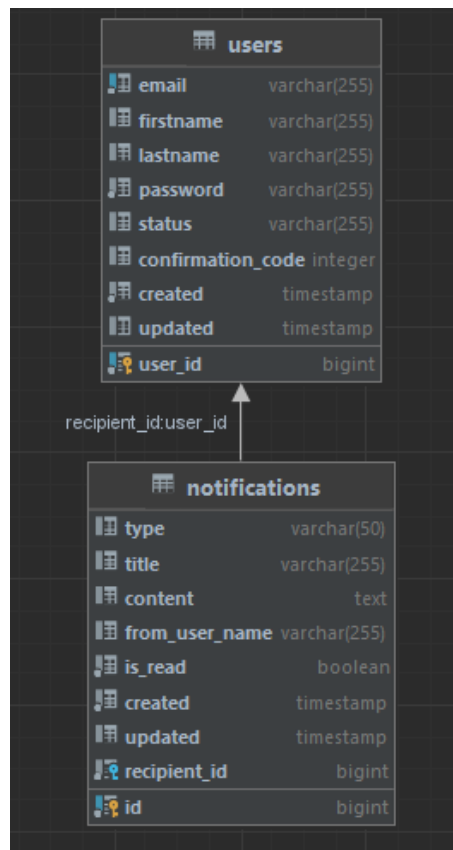 users
email varchar(255)
firstname varchar(255)
lastname varchar(255)
password varchar(255)
status varchar(255)
confirmation_code integer
created timestamp
updated timestamp
user_id bigint
recipient_id:user_id
notifications
type varchar(50)
title varchar(255)
content text
from_user_name varchar(255)
is_read boolean
created timestamp
updated timestamp
recipient_id bigint
id bigint